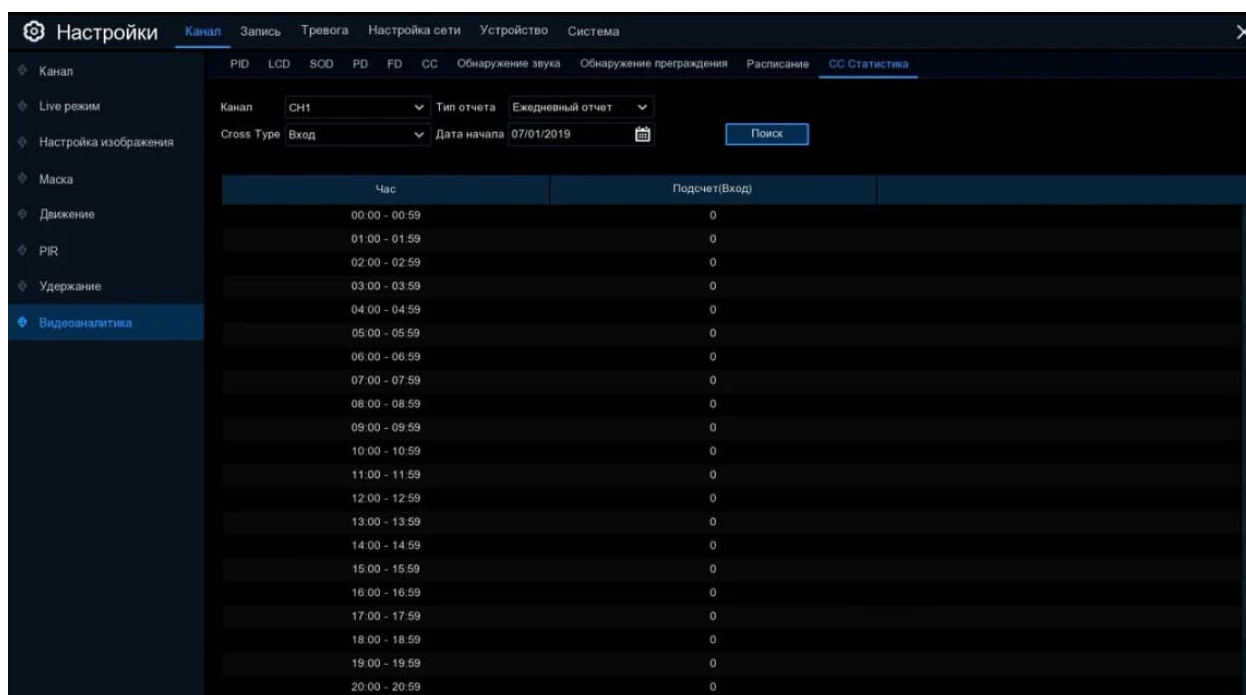 Настройки Канал Запись Тревога Настройка сети Устройство Система
PID LCD SOD PD FD CC Обнаружение звука Обнаружение прегражденния Расписание CC Статистика
Канал
Live режим
Настройка изображения
Маска
Движение
PIR
Удержание
Видеоаналитика
Канал CH1 Тип отчета Ежедневный отчет
Cross Type Вход Дата начала 07/01/2019 Поиск
Час Подсчет(Вход)
00:00 - 00:59 0
01:00 - 01:59 0
02:00 - 02:59 0
03:00 - 03:59 0
04:00 - 04:59 0
05:00 - 05:59 0
06:00 - 06:59 0
07:00 - 07:59 0
08:00 - 08:59 0
09:00 - 09:59 0
10:00 - 10:59 0
11:00 - 11:59 0
12:00 - 12:59 0
13:00 - 13:59 0
14:00 - 14:59 0
15:00 - 15:59 0
16:00 - 16:59 0
17:00 - 17:59 0
18:00 - 18:59 0
19:00 - 19:59 0
20:00 - 20:59 0